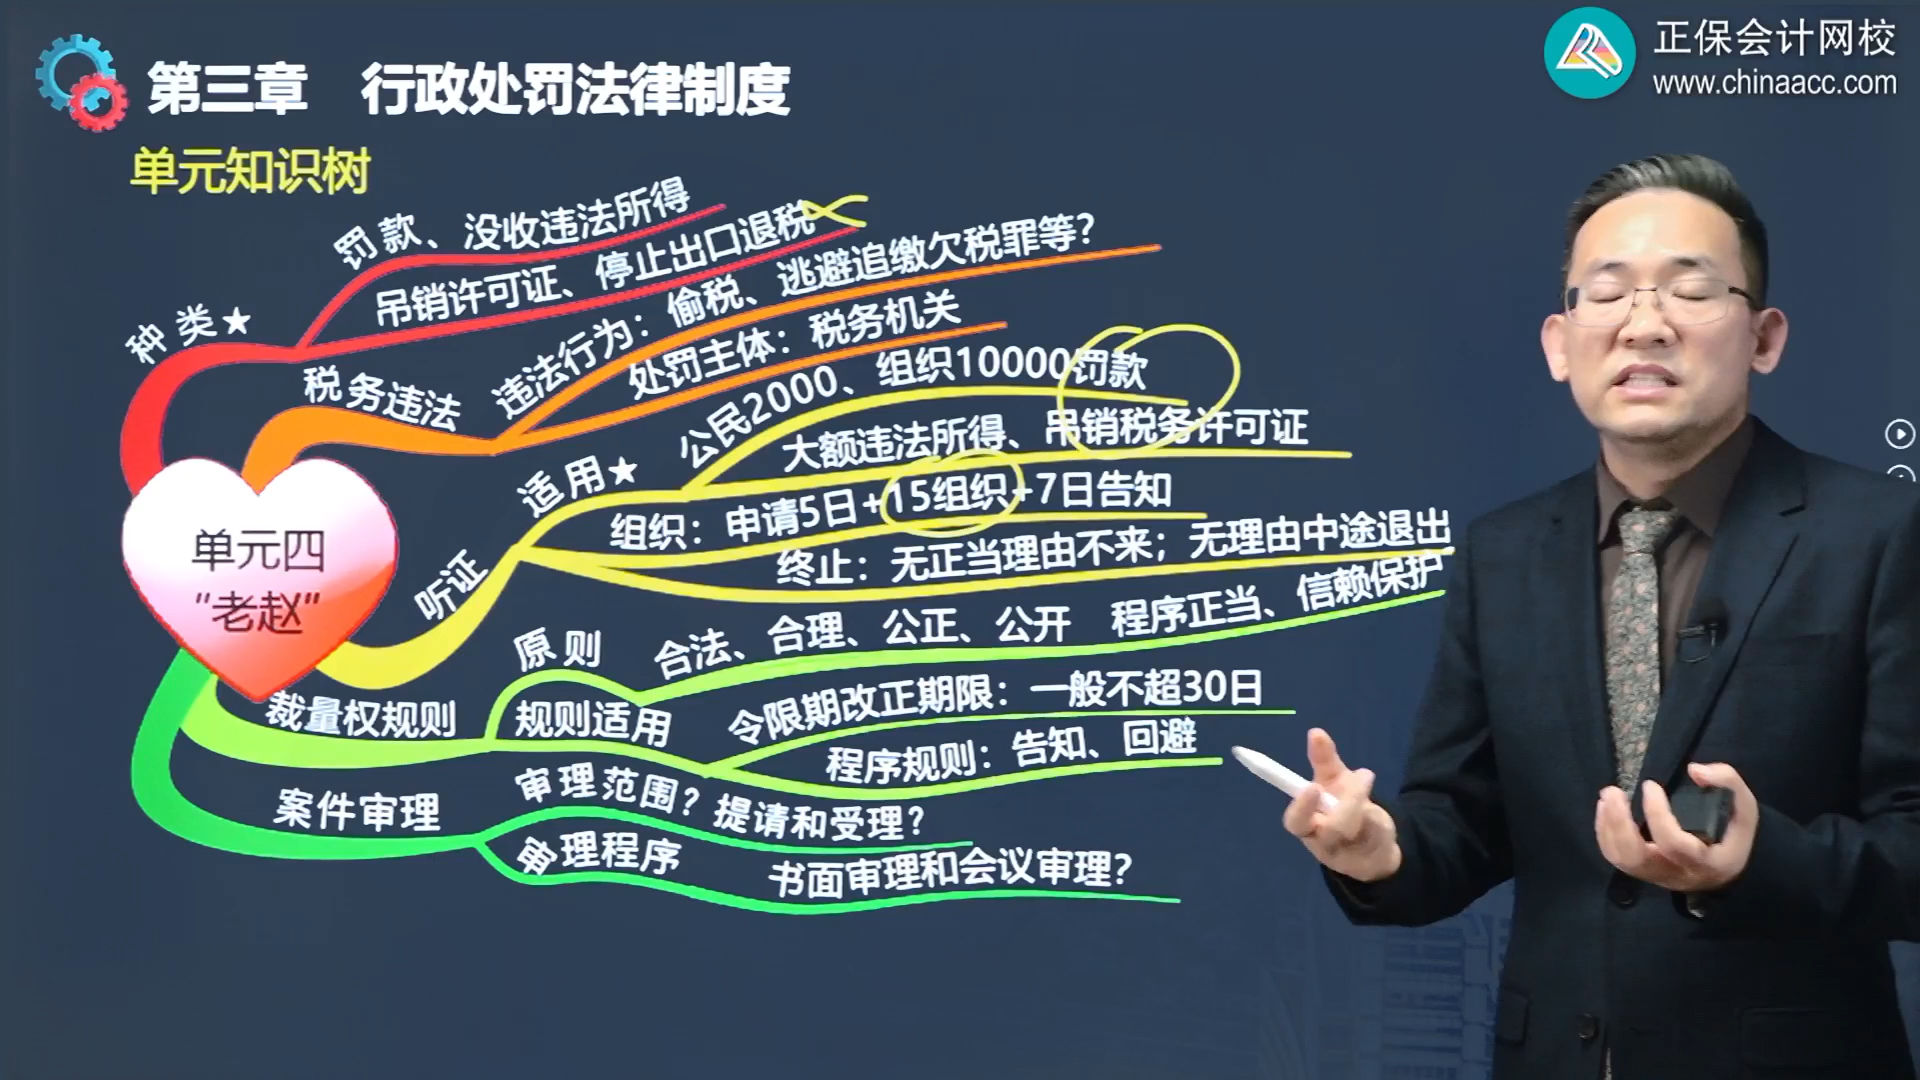 正保会计网校
www.chinaacc.com
第三章 行政处罚法律制度
单元知识树
单元四
“老赵”
种类★
罚款、没收违法所得
吊销许可证、停止出口退税
税务违法
违法行为：偷税、逃避追缴欠税罪等？
处罚主体：税务机关
听证
适用★
公民2000、组织10000罚款
大额违法所得、吊销税务许可证
组织：申请5日+15组织+7日告知
终止：无正当理由不来；无理由中途退出
裁量权规则
原则
合法、合理、公正、公开 程序正当、信赖保护
规则适用
令限期改正期限：一般不超30日
程序规则：告知、回避
案件审理
审理范围？提请和受理？
审理程序 书面审理和会议审理？